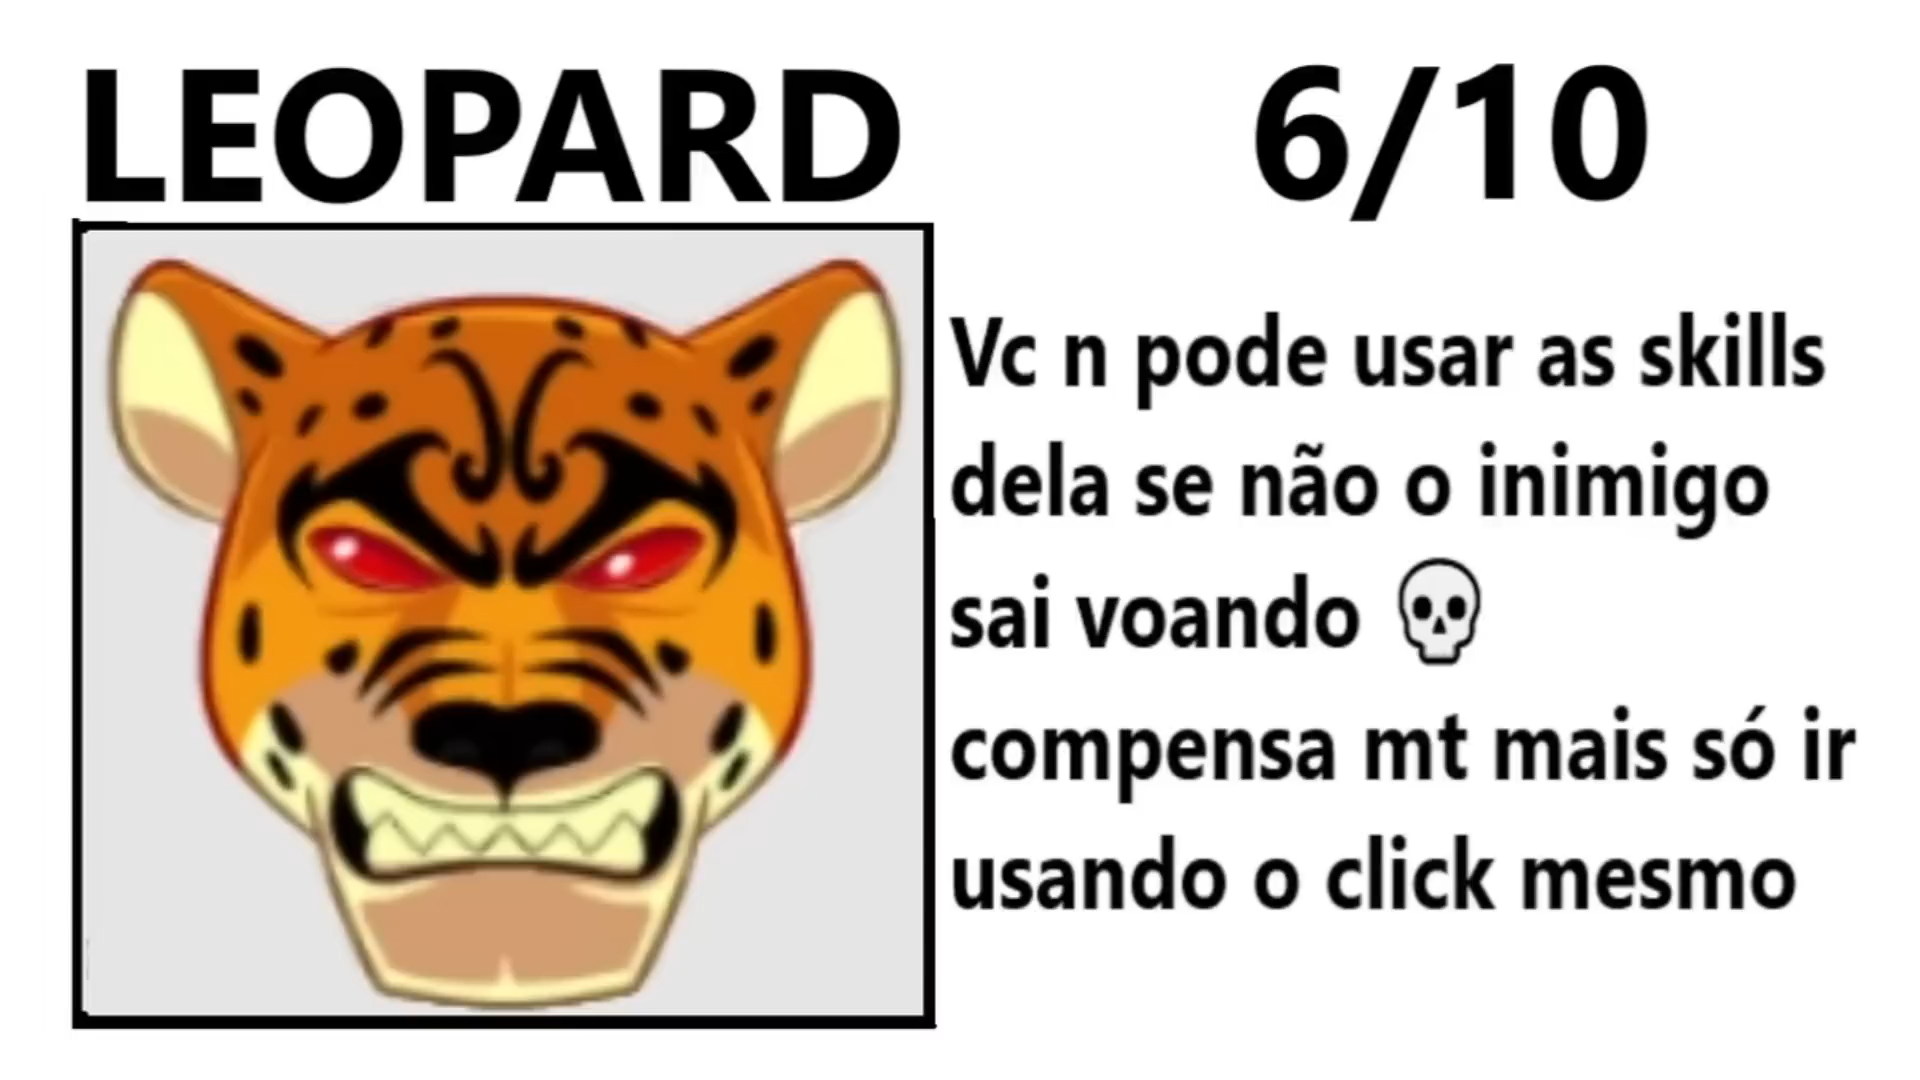 LEOPARD
6/10
Vc n pode usar as skills
dela se não o inimigo
sai voando 💀
compensa mt mais só ir
usando o click mesmo